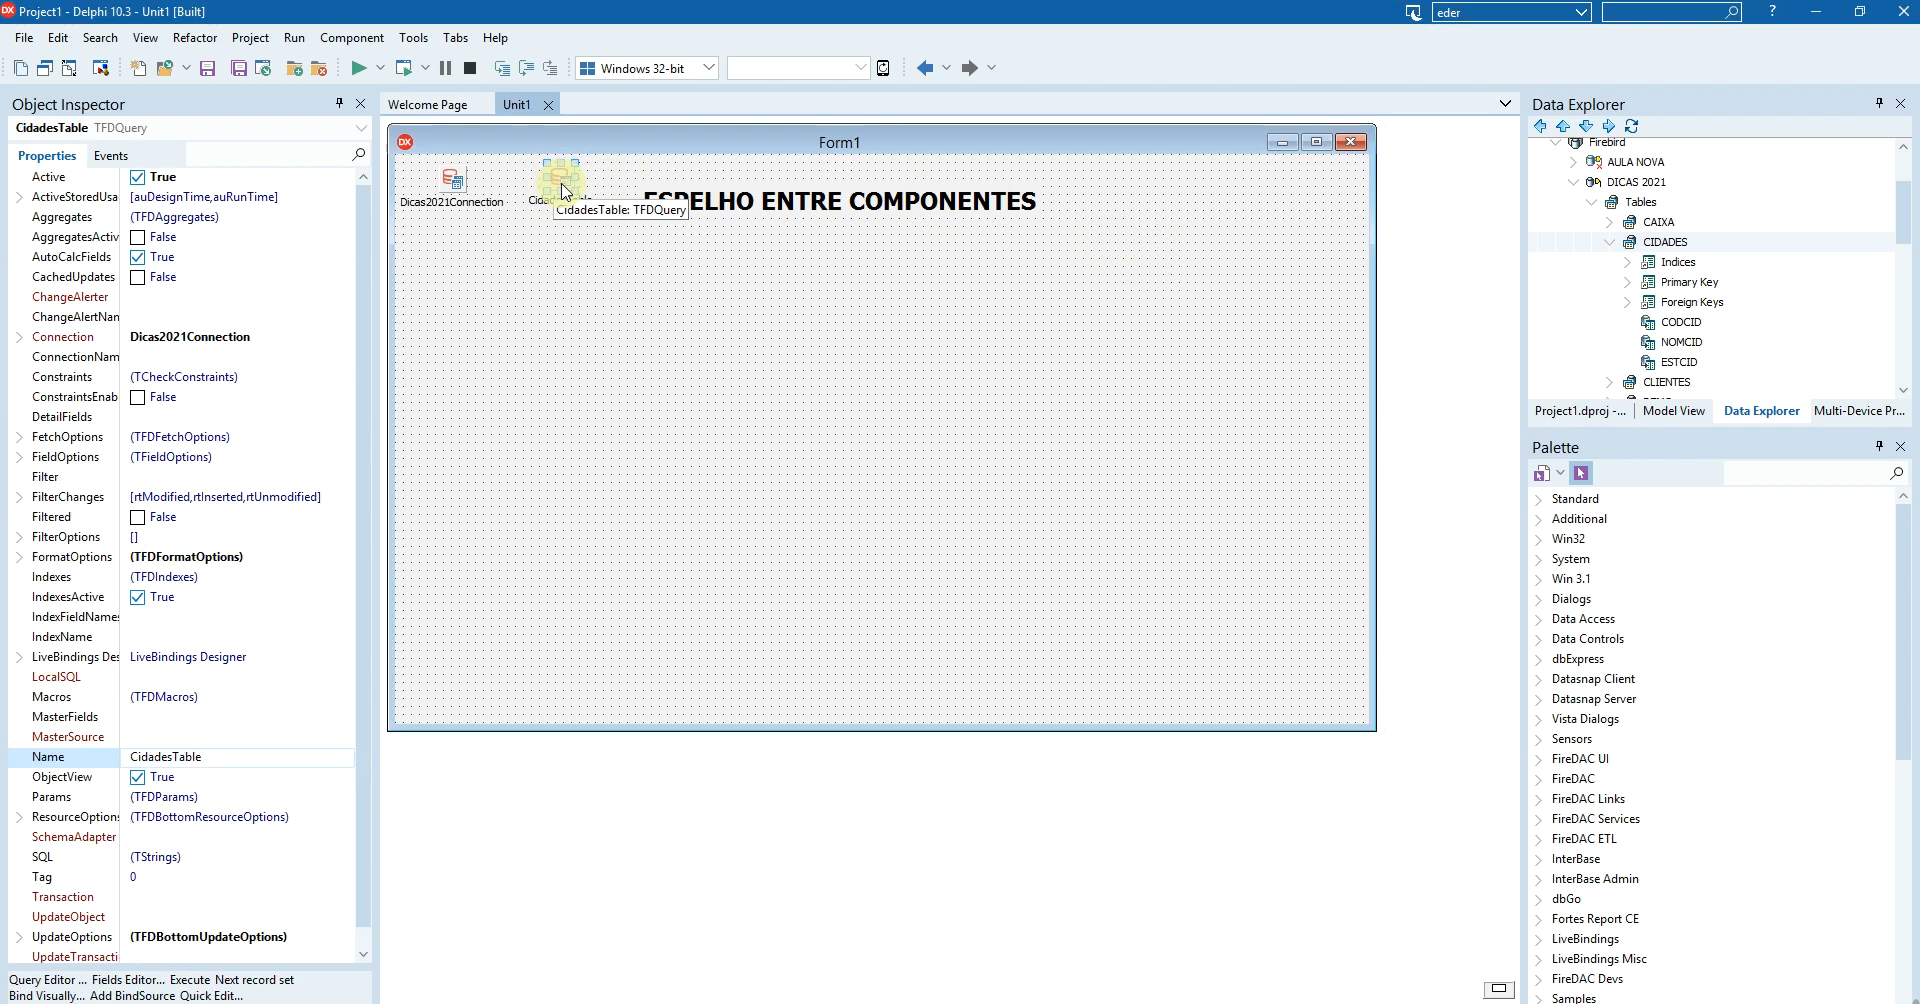 DX Project1 - Delphi 10.3 - Unit1 [Built]
eder
?
File Edit Search View Refactor Project Run Component Tools Tabs Help
Windows 32-bit
Object Inspector
CidadesTable TFDQuery
Properties Events
Active True
ActiveStoredUsa [auDesignTime,auRunTime]
Aggregates (TFDAggregates)
AggregatesActiv False
AutoCalcFields True
CachedUpdates False
ChangeAlerter
ChangeAlertNan
Connection Dicas2021Connection
ConnectionNam
Constraints (TCheckConstraints)
ConstraintsEnab False
DetailFields
FetchOptions (TFDFetchOptions)
FieldOptions (TFieldOptions)
Filter
FilterChanges [rtModified,rtInserted,rtUnmodified]
Filtered False
FilterOptions []
FormatOptions (TFDFormatOptions)
Indexes (TFDIndexes)
IndexesActive True
IndexFieldNames
IndexName
LiveBindings Des LiveBindings Designer
LocalSQL
Macros (TFDMacros)
MasterFields
MasterSource
Name CidadesTable
ObjectView True
Params (TFDParams)
ResourceOptions (TFDBottomResourceOptions)
SchemaAdapter
SQL (TStrings)
Tag 0
Transaction
UpdateObject
UpdateOptions (TFDBottomUpdateOptions)
UpdateTransacti
Query Editor ... Fields Editor... Execute Next record set
Bind Visually... Add BindSource Quick Edit...
Welcome Page Unit1
DX Form1
Dicas2021Connection
ESPELHO ENTRE COMPONENTES
CidadesTable: TFDQuery
Data Explorer
Firebird
AULA NOVA
DICAS 2021
Tables
CAIXA
CIDADES
Indices
Primary Key
Foreign Keys
CODCID
NOMCID
ESTCID
CLIENTES
Project1.dproj -... Model View Data Explorer Multi-Device Pr...
Palette
Standard
Additional
Win32
System
Win 3.1
Dialogs
Data Access
Data Controls
dbExpress
Datasnap Client
Datasnap Server
Vista Dialogs
Sensors
FireDAC UI
FireDAC
FireDAC Links
FireDAC Services
FireDAC ETL
InterBase
InterBase Admin
dbGo
Fortes Report CE
LiveBindings
LiveBindings Misc
FireDAC Devs
Samples